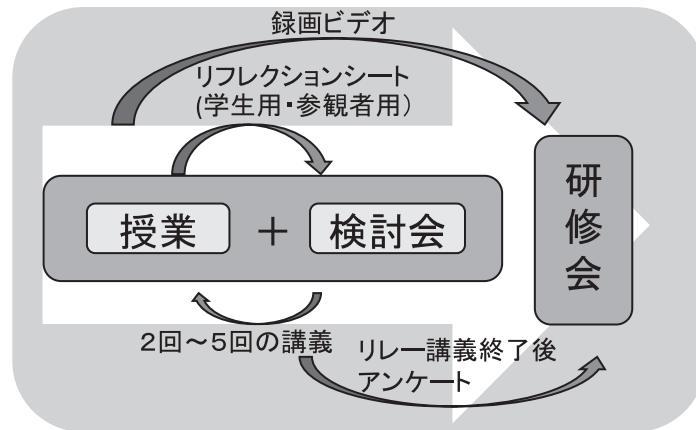 録画ビデオ
リフレクションシート
(学生用・参観者用)
授業 + 検討会
研修会
2回~5回の講義
リレー講義終了後
アンケート